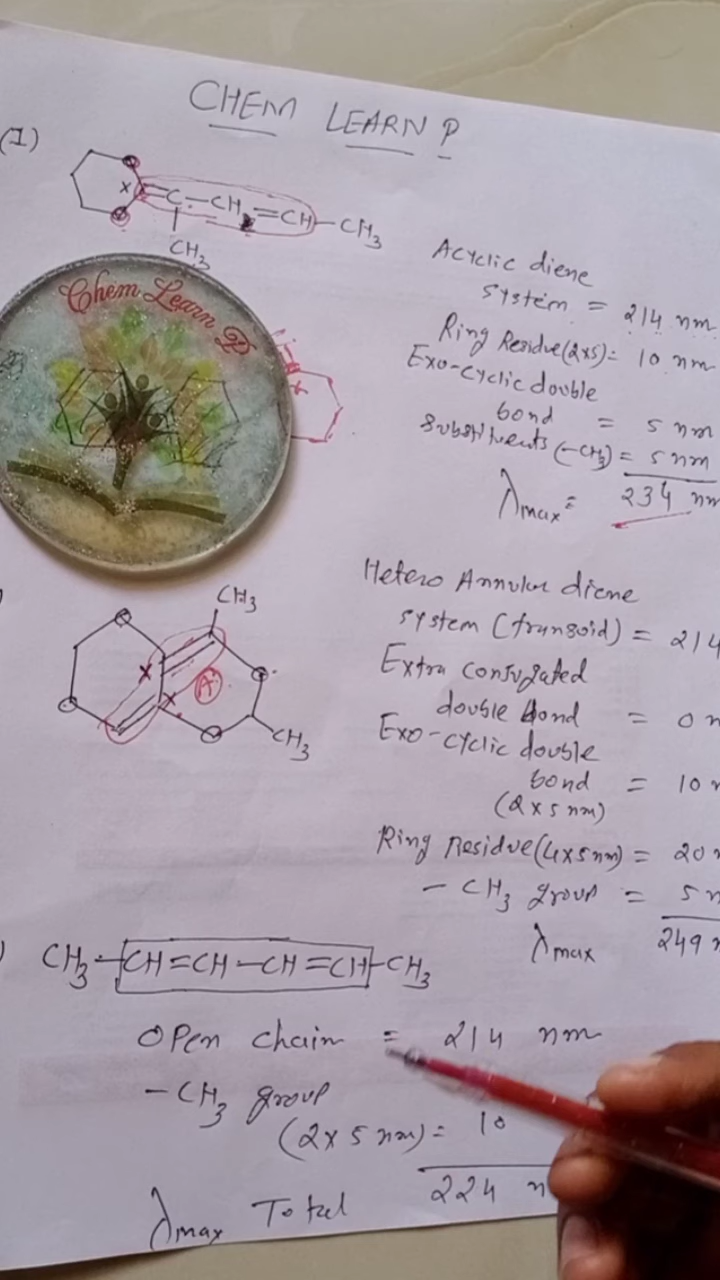 CHEM LEARN P
(1)
x =C-CH=CH-CH3
CH3
Chem Learn D
Acyclic diene
system = 214 nm
Ring Residue (2x5) = 10 nm
Exo-cyclic double
bond = 5 nm
Substituents (-CH3) = 5 nm
λmax = 234 nm
CH3
x x A
CH3
Hetero Annular diene
system (transoid) = 214
Extra conjugated
double bond = 0 n
Exo-cyclic double
bond = 10 n
(2 x 5 nm)
Ring Residue (4x5nm) = 20 n
- CH3 group = 5 n
λmax 249 n
CH3-CH=CH-CH=CH-CH3
Open chain = 214 nm
- CH3 group
(2 x 5 nm) = 10
λmax Total 224 n